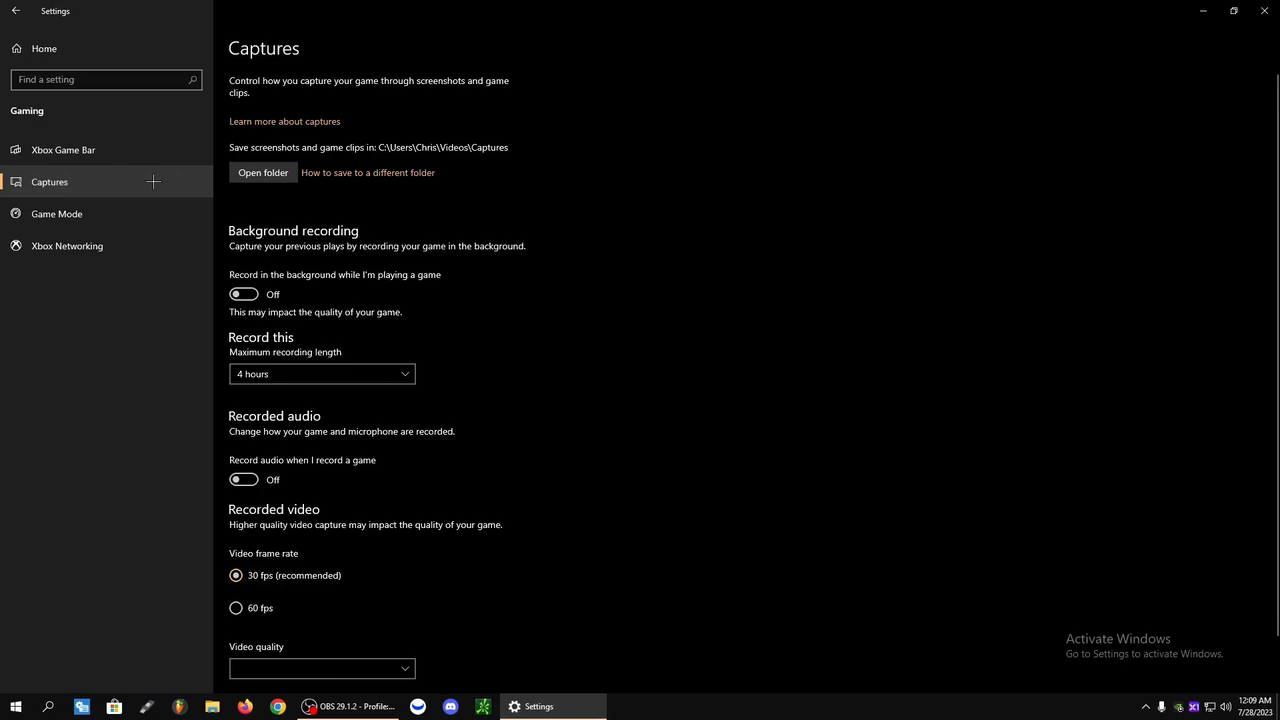 Settings
Home
Find a setting
Gaming
Xbox Game Bar
Captures
Game Mode
Xbox Networking
Captures
Control how you capture your game through screenshots and game
clips.
Learn more about captures
Save screenshots and game clips in: C:\Users\Chris\Videos\Captures
Open folder
How to save to a different folder
Background recording
Capture your previous plays by recording your game in the background.
Record in the background while I'm playing a game
Off
This may impact the quality of your game.
Record this
Maximum recording length
4 hours
Recorded audio
Change how your game and microphone are recorded.
Record audio when I record a game
Off
Recorded video
Higher quality video capture may impact the quality of your game.
Video frame rate
30 fps (recommended)
60 fps
Video quality
Activate Windows
Go to Settings to activate Windows.
OBS 29.1.2 - Profile:...
Settings
12:09 AM
7/28/2023